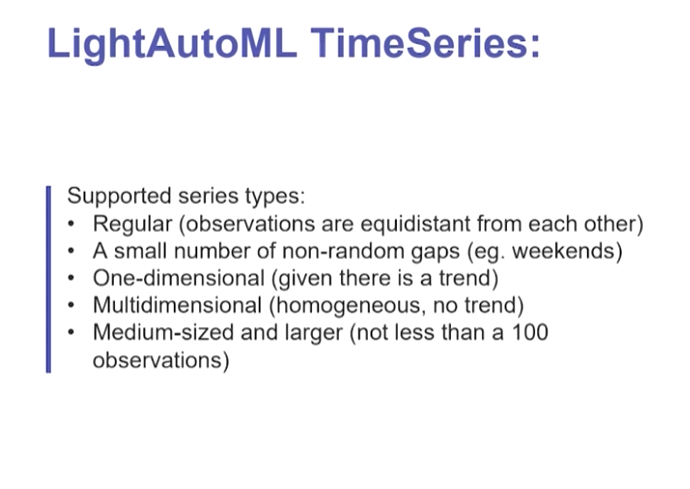 LightAutoML TimeSeries:
Supported series types:
• Regular (observations are equidistant from each other)
• A small number of non-random gaps (eg. weekends)
• One-dimensional (given there is a trend)
• Multidimensional (homogeneous, no trend)
• Medium-sized and larger (not less than a 100
observations)